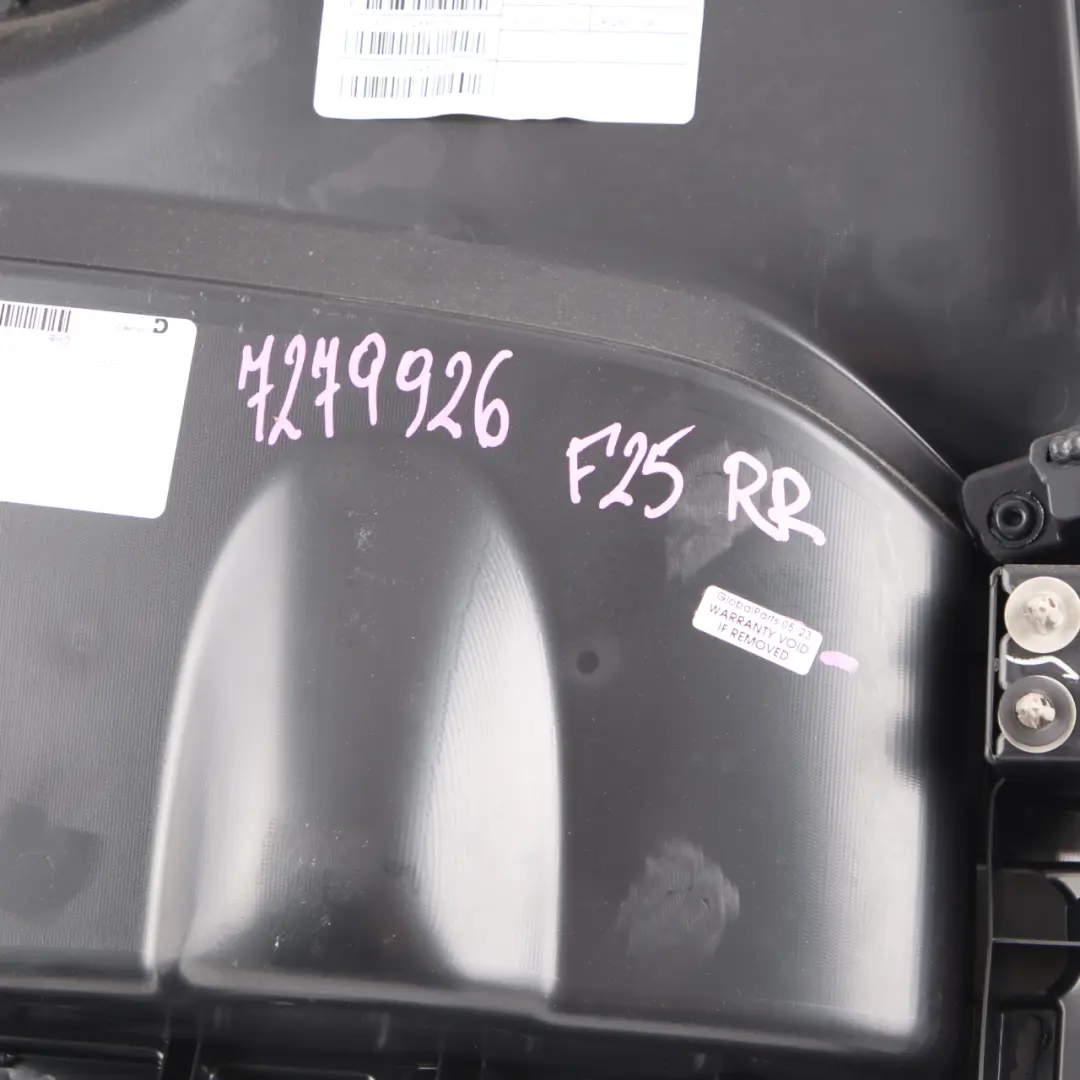 7279926
F25 RR
GlobalParts 05.23
WARRANTY VOID
IF REMOVED